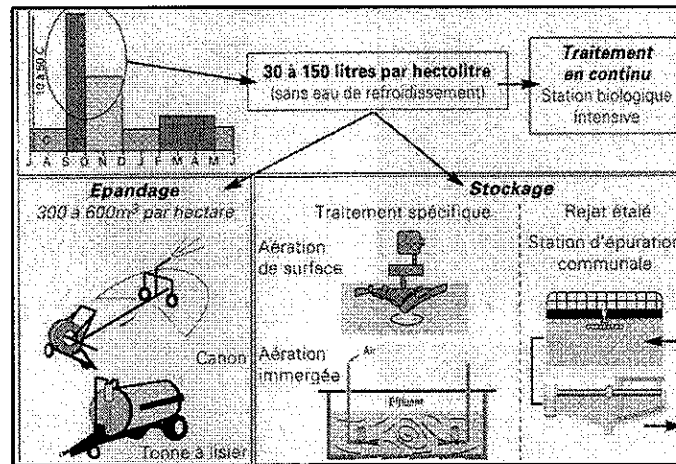 10 à 50 C
C
J A S O N D J F M A M J
30 à 150 litres par hectolitre
(sans eau de refroidissement)
Traitement
en continu
Station biologique
intensive
Epandage
300 à 600m³ par hectare
Canon
Tonne à lisier
Stockage
Traitement spécifique
Aération
de surface
Aération
immergée
Air
Effluent
Rejet étalé
Station d'épuration
communale